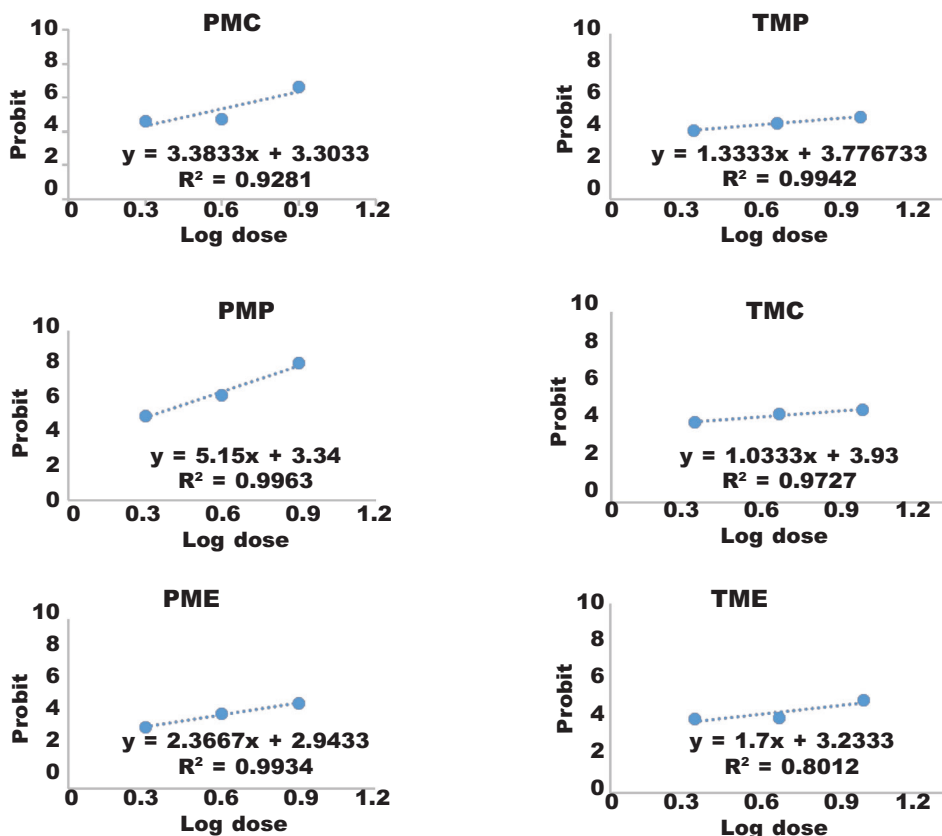 PMC
10
8
6
4
2
0
Probit
y = 3.3833x + 3.3033
R² = 0.9281
0 0.3 0.6 0.9 1.2
Log dose
TMP
10
8
6
4
2
0
Probit
y = 1.3333x + 3.776733
R² = 0.9942
0 0.3 0.6 0.9 1.2
Log dose
PMP
10
8
6
4
2
0
Probit
y = 5.15x + 3.34
R² = 0.9963
0 0.3 0.6 0.9 1.2
Log dose
TMC
10
8
6
4
2
0
Probit
y = 1.0333x + 3.93
R² = 0.9727
0 0.3 0.6 0.9 1.2
Log dose
PME
10
8
6
4
2
0
Probit
y = 2.3667x + 2.9433
R² = 0.9934
0 0.3 0.6 0.9 1.2
Log dose
TME
10
8
6
4
2
0
Probit
y = 1.7x + 3.2333
R² = 0.8012
0 0.3 0.6 0.9 1.2
Log dose